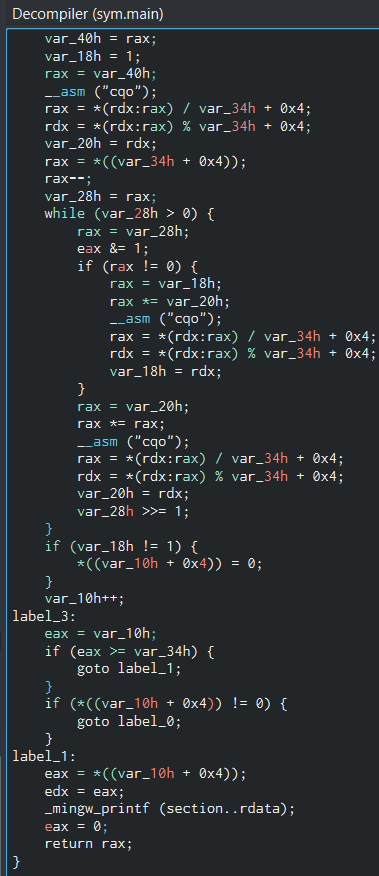 Decompiler (sym.main)
var_40h = rax;
var_18h = 1;
rax = var_40h;
__asm ("cqo");
rax = *(rdx:rax) / var_34h + 0x4;
rdx = *(rdx:rax) % var_34h + 0x4;
var_20h = rdx;
rax = *((var_34h + 0x4));
rax--;
var_28h = rax;
while (var_28h > 0) {
rax = var_28h;
eax &= 1;
if (rax != 0) {
rax = var_18h;
rax *= var_20h;
__asm ("cqo");
rax = *(rdx:rax) / var_34h + 0x4;
rdx = *(rdx:rax) % var_34h + 0x4;
var_18h = rdx;
}
rax = var_20h;
rax *= rax;
__asm ("cqo");
rax = *(rdx:rax) / var_34h + 0x4;
rdx = *(rdx:rax) % var_34h + 0x4;
var_20h = rdx;
var_28h >>= 1;
}
if (var_18h != 1) {
*((var_10h + 0x4)) = 0;
}
var_10h++;
label_3:
eax = var_10h;
if (eax >= var_34h) {
goto label_1;
}
if (*((var_10h + 0x4)) != 0) {
goto label_0;
}
label_1:
eax = *((var_10h + 0x4));
edx = eax;
_mingw_printf (section..rdata);
eax = 0;
return rax;
}